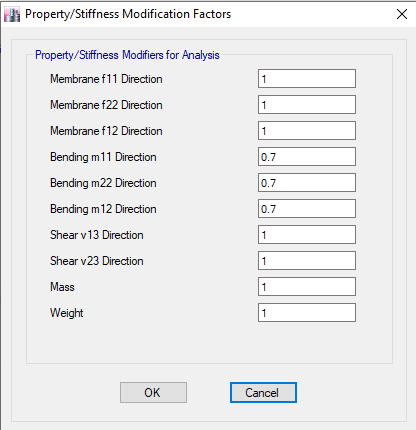 Property/Stiffness Modification Factors
Property/Stiffness Modifiers for Analysis
Membrane f11 Direction 1
Membrane f22 Direction 1
Membrane f12 Direction 1
Bending m11 Direction 0.7
Bending m22 Direction 0.7
Bending m12 Direction 0.7
Shear v13 Direction 1
Shear v23 Direction 1
Mass 1
Weight 1
OK Cancel